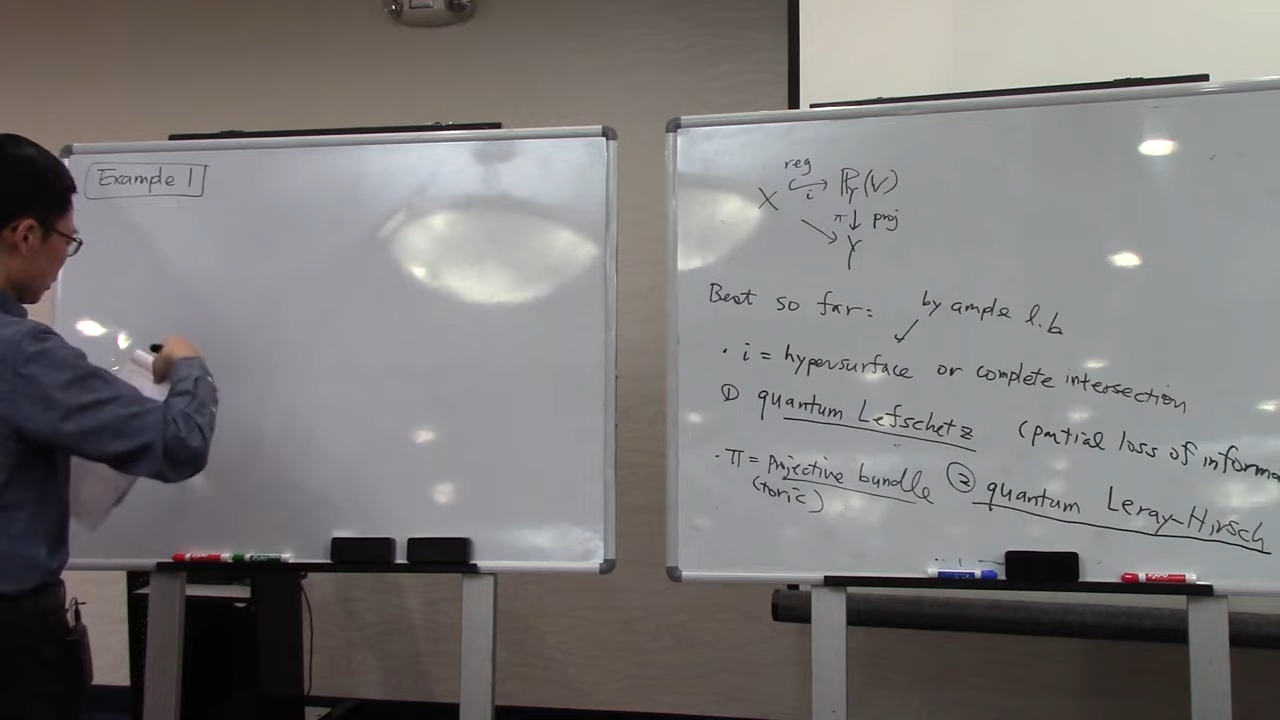 Example 1
reg
X i ℙ_Y(V)
π proj
Y
Best so far: by ample l.b
· i = hypersurface or complete intersection
① quantum Lefschetz (partial loss of informa
· π = projective bundle ② quantum Leray-Hirsch
(toric)